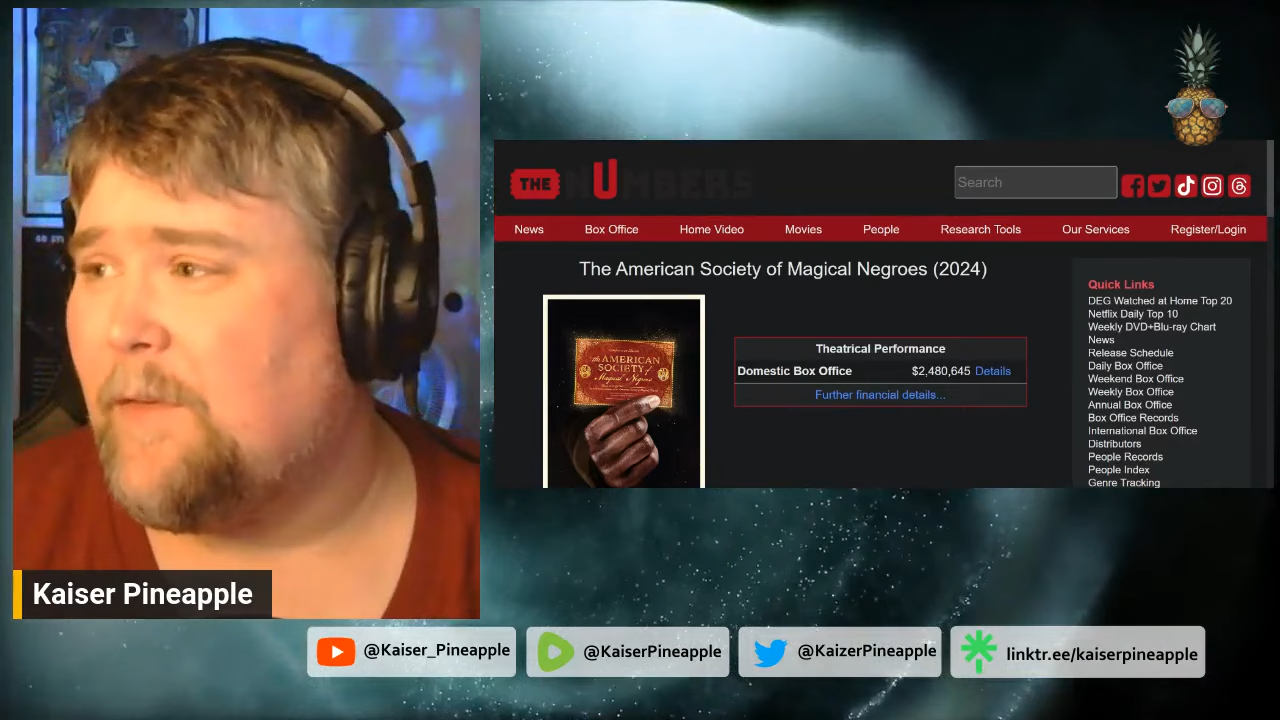 THE NUMBERS
Search
News
Box Office
Home Video
Movies
People
Research Tools
Our Services
Register/Login
The American Society of Magical Negroes (2024)
the AMERICAN
SOCIETY of
Magical Negroes
Theatrical Performance
Domestic Box Office $2,480,645 Details
Further financial details...
Quick Links
DEG Watched at Home Top 20
Netflix Daily Top 10
Weekly DVD+Blu-ray Chart
News
Release Schedule
Daily Box Office
Weekend Box Office
Weekly Box Office
Annual Box Office
Box Office Records
International Box Office
Distributors
People Records
People Index
Genre Tracking
Kaiser Pineapple
@Kaiser_Pineapple
@KaiserPineapple
@KaizerPineapple
linktr.ee/kaiserpineapple